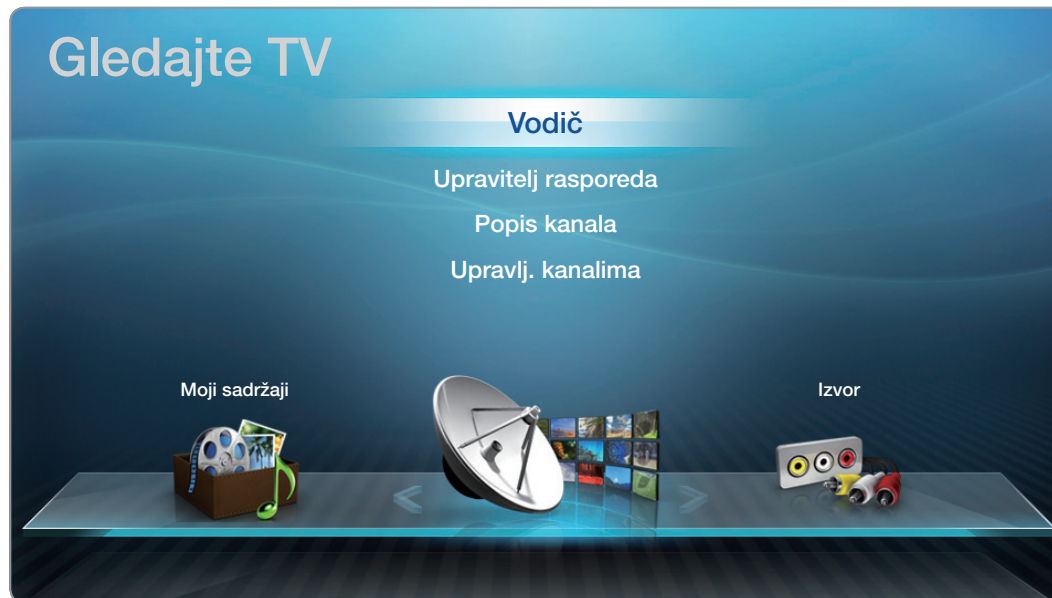 Gledajte TV
Vodič
Upravitelj rasporeda
Popis kanala
Upravlj. kanalima
Moji sadržaji
Izvor